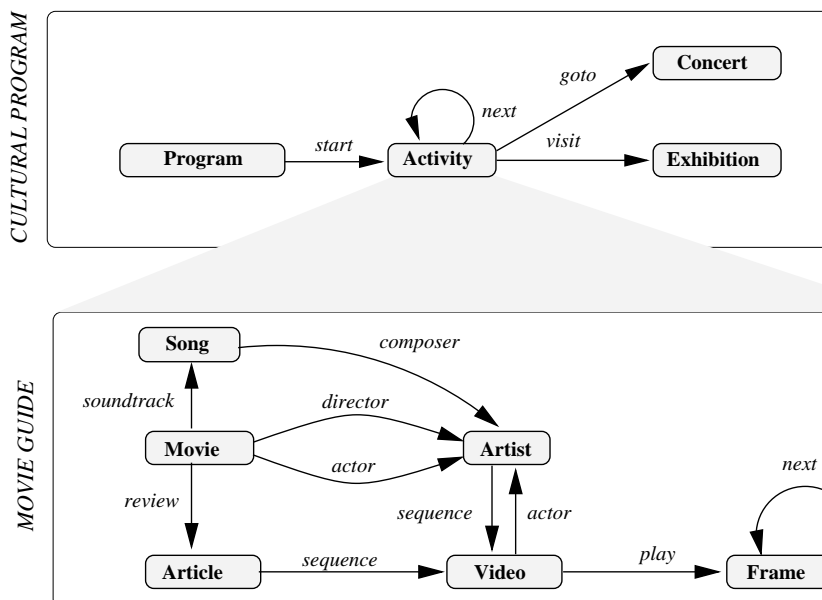 CULTURAL PROGRAM
Concert
goto
next
Program
start
Activity
visit
Exhibition
MOVIE GUIDE
Song
composer
soundtrack
director
Movie
Artist
actor
next
review
sequence
actor
Article
sequence
Video
play
Frame